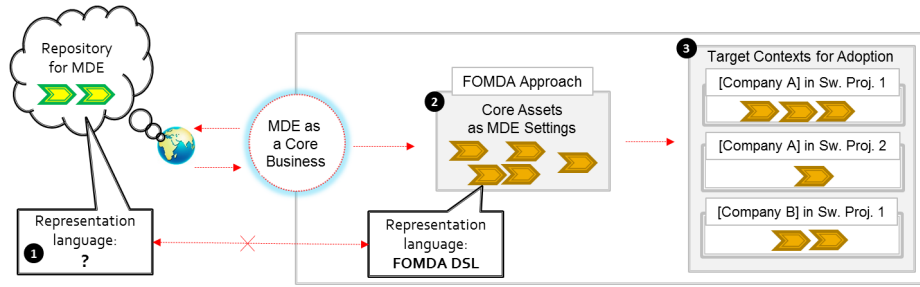 Repository
for MDE
Representation
language:
?
1
MDE as
a Core
Business
FOMDA Approach
2
Core Assets
as MDE Settings
Representation
language:
FOMDA DSL
3
Target Contexts for Adoption
[Company A] in Sw. Proj. 1
[Company A] in Sw. Proj. 2
[Company B] in Sw. Proj. 1